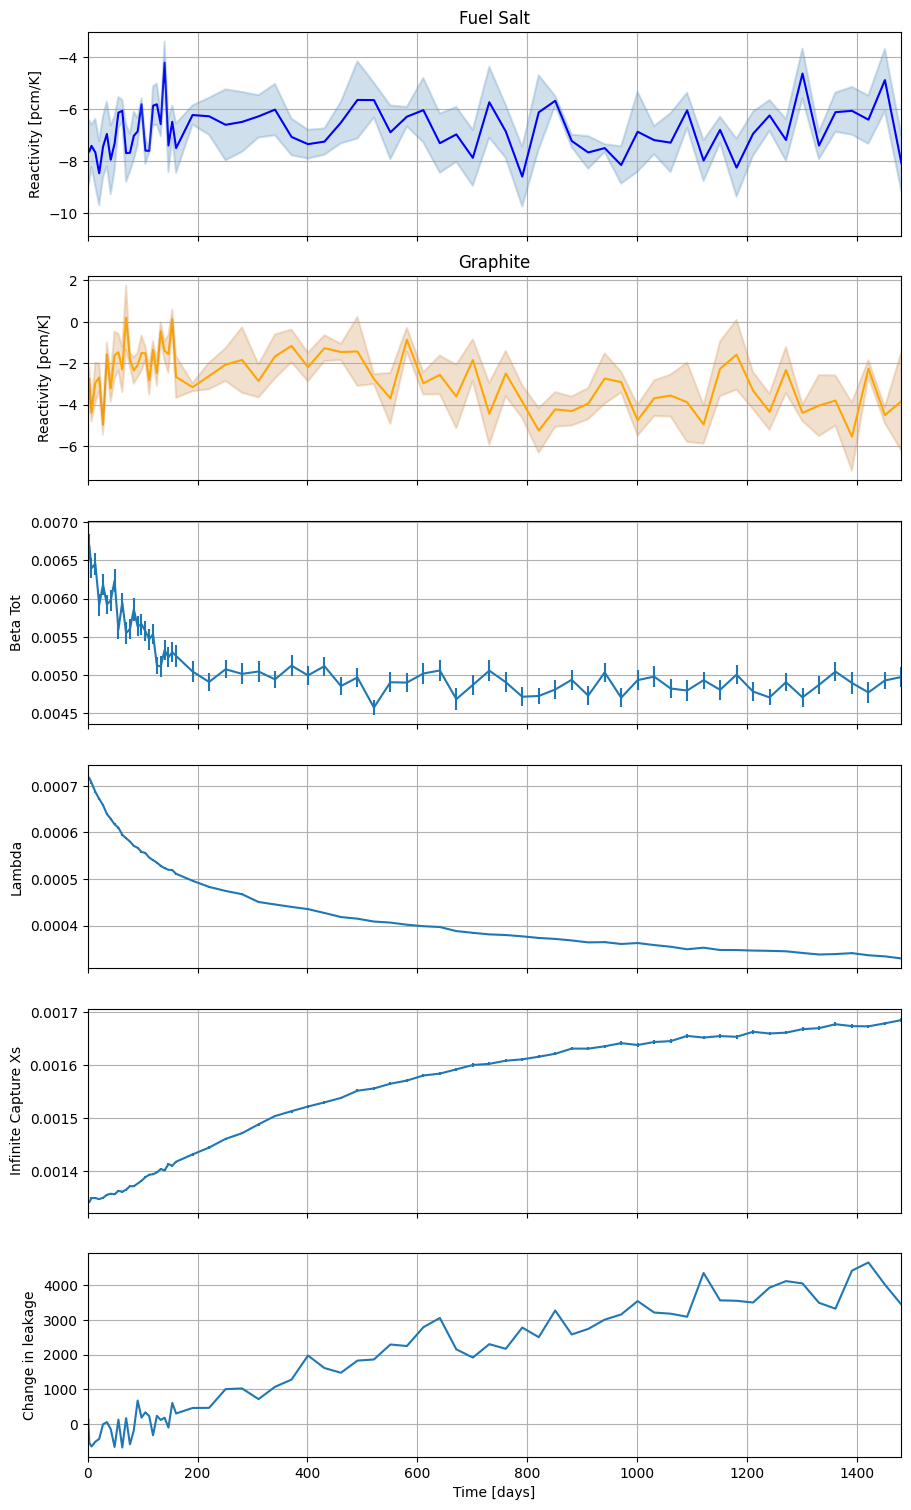 Fuel Salt
Reactivity [pcm/K]
−4
−6
−8
−10
Graphite
Reactivity [pcm/K]
2
0
−2
−4
−6
Beta Tot
0.0070
0.0065
0.0060
0.0055
0.0050
0.0045
Lambda
0.0007
0.0006
0.0005
0.0004
Infinite Capture Xs
0.0017
0.0016
0.0015
0.0014
Change in leakage
4000
3000
2000
1000
0
0 200 400 600 800 1000 1200 1400
Time [days]